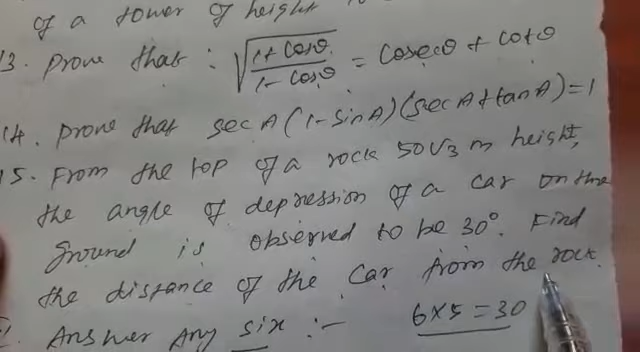 of a tower of height
13. Prove that : √(1+Cosθ / 1-Cosθ) = Cosecθ + Cotθ
14. Prove that secA(1-SinA)(secA+tanA)=1
15. From the top of a rock 50√3 m height,
the angle of depression of a car on the
ground is observed to be 30°. Find
the distance of the car from the rock.
Answer Any six :- 6×5=30